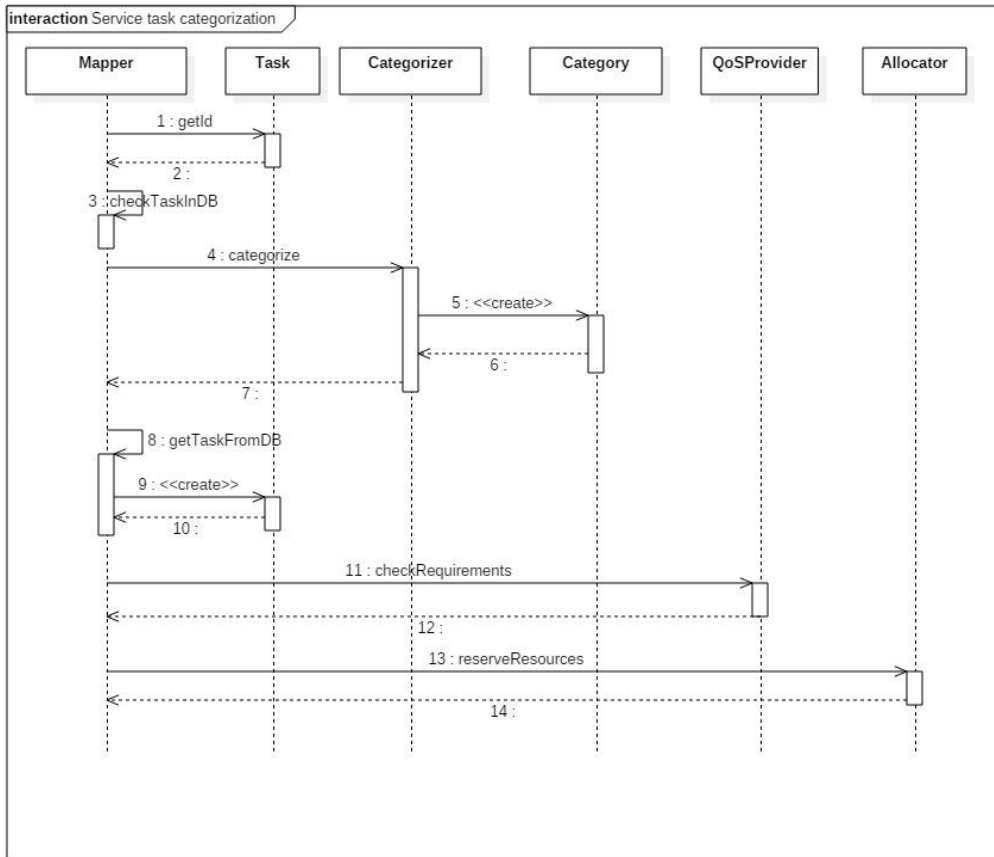 interaction Service task categorization
Mapper
Task
Categorizer
Category
QoSProvider
Allocator
1 : getId
2 :
3 : checkTaskInDB
4 : categorize
5 : <<create>>
6 :
7 :
8 : getTaskFromDB
9 : <<create>>
10 :
11 : checkRequirements
12 :
13 : reserveResources
14 :